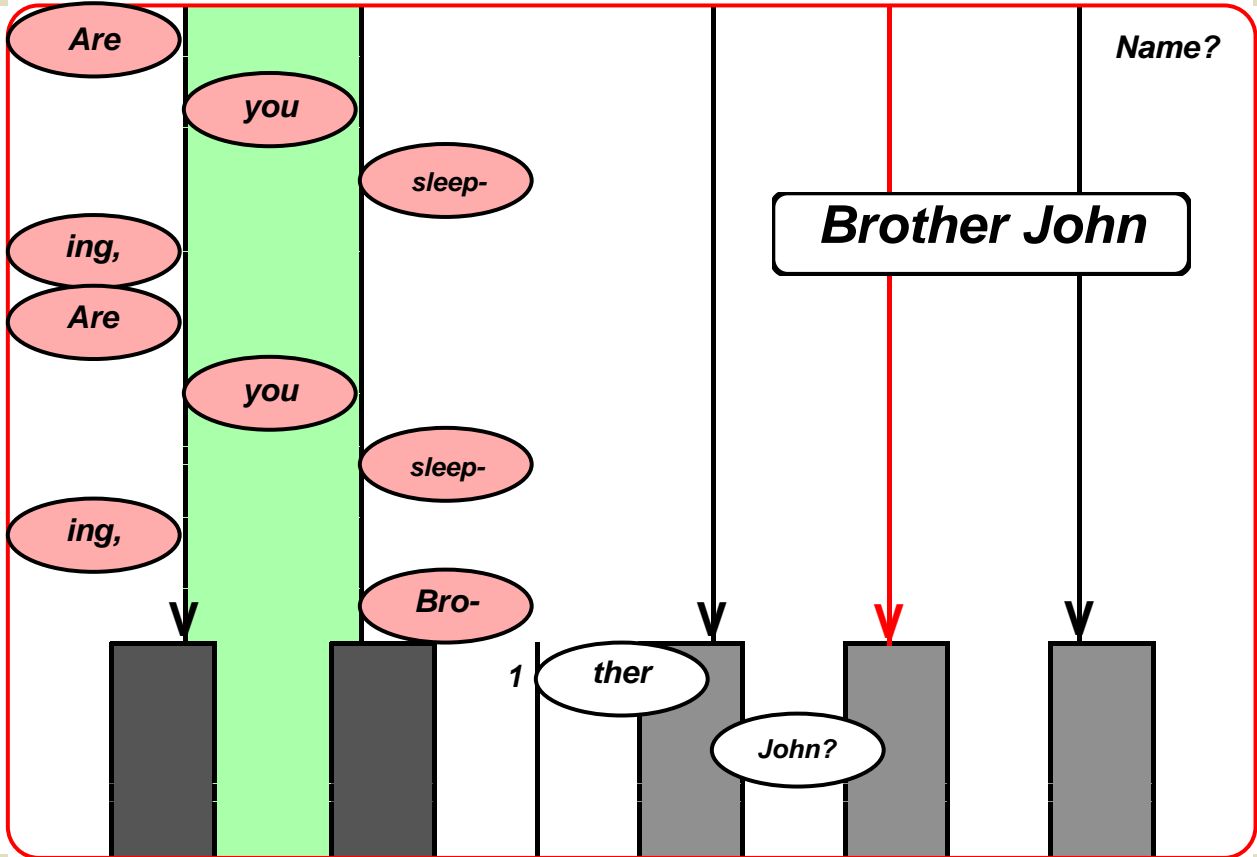 Are
Name?
you
sleep-
Brother John
ing,
Are
you
sleep-
ing,
Bro-
1
ther
John?